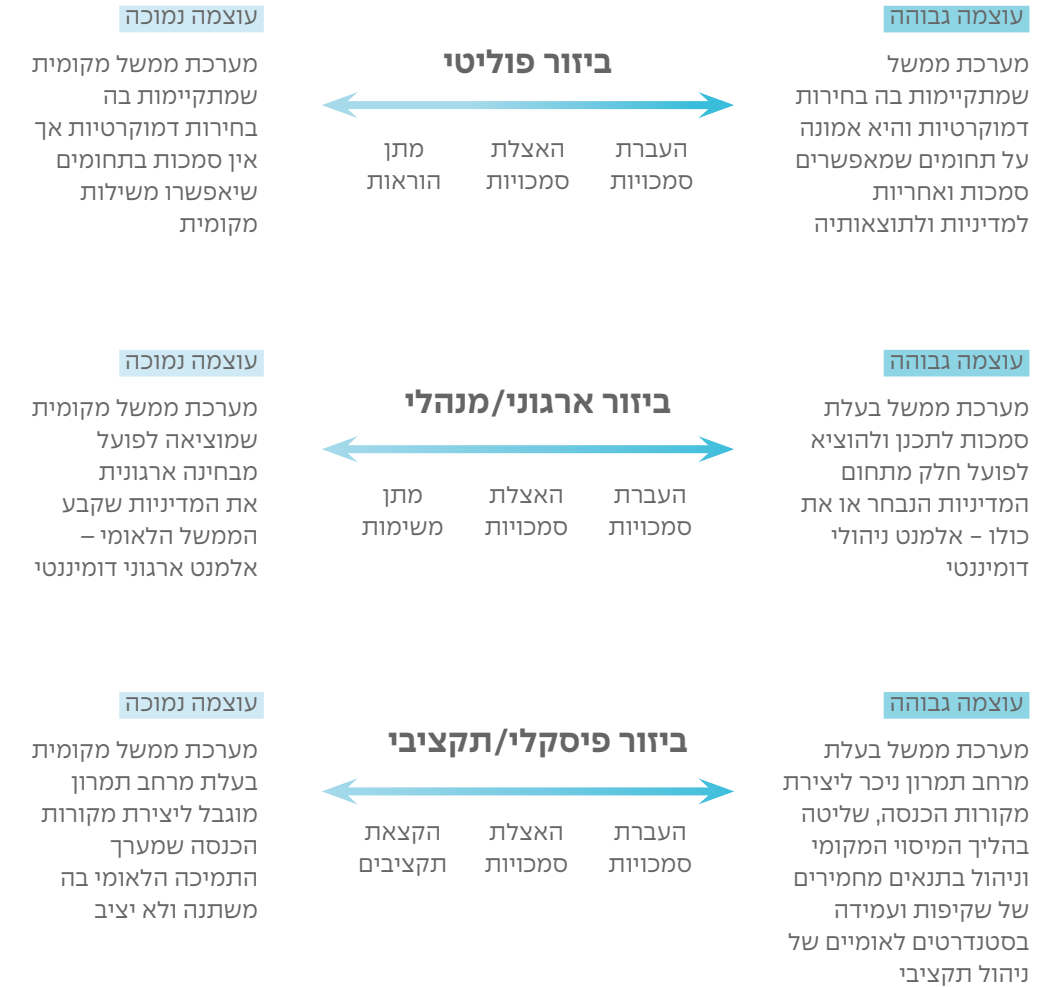 עוצמה גבוהה
מערכת ממשל
שמתקיימות בה בחירות
דמוקרטיות והיא אמונה
על תחומים שמאפשרים
סמכות ואחריות
למדיניות ולתוצאותיה
ביזור פוליטי
העברת
סמכויות
האצלת
סמכויות
מתן
הוראות
עוצמה נמוכה
מערכת ממשל מקומית
שמתקיימות בה
בחירות דמוקרטיות אך
אין סמכות בתחומים
שיאפשרו משילות
מקומית
עוצמה גבוהה
מערכת ממשל בעלת
סמכות לתכנן ולהוציא
לפועל חלק מתחום
המדיניות הנבחר או את
כולו – אלמנט ניהולי
דומיננטי
ביזור ארגוני/מנהלי
העברת
סמכויות
האצלת
סמכויות
מתן
משימות
עוצמה נמוכה
מערכת ממשל מקומית
שמוציאה לפועל
מבחינה ארגונית
את המדיניות שקבע
הממשל הלאומי –
אלמנט ארגוני דומיננטי
עוצמה גבוהה
מערכת ממשל בעלת
מרחב תמרון ניכר ליצירת
מקורות הכנסה, שליטה
בהליך המיסוי המקומי
וניהול בתנאים מחמירים
של שקיפות ועמידה
בסטנדרטים לאומיים של
ניהול תקציבי
ביזור פיסקלי/תקציבי
העברת
סמכויות
האצלת
סמכויות
הקצאת
תקציבים
עוצמה נמוכה
מערכת ממשל מקומית
בעלת מרחב תמרון
מוגבל ליצירת מקורות
הכנסה שמערך
התמיכה הלאומי בה
משתנה ולא יציב